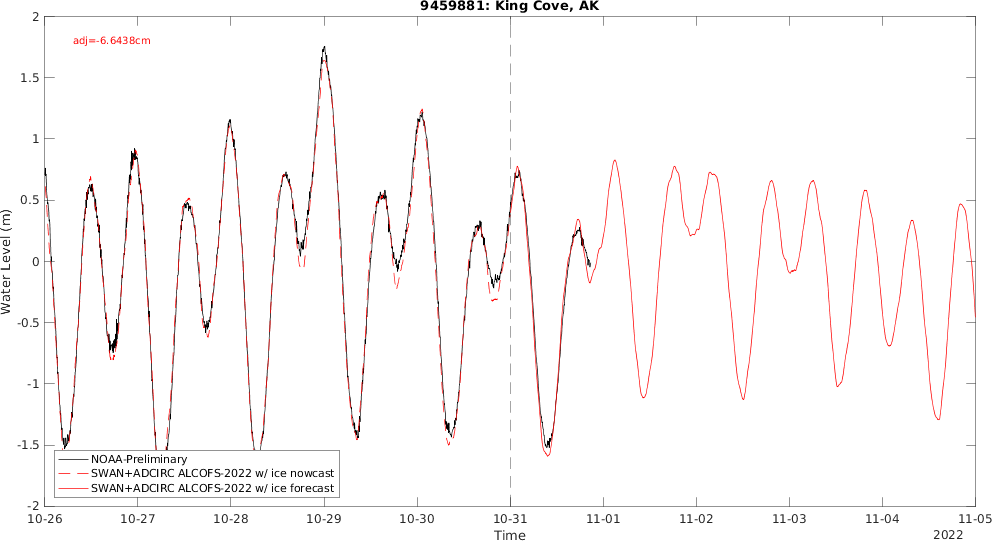 9459881: King Cove, AK
adj=-6.6438cm
Water Level (m)
2
1.5
1
0.5
0
-0.5
-1
-1.5
-2
NOAA-Preliminary
SWAN+ADCIRC ALCOFS-2022 w/ ice nowcast
SWAN+ADCIRC ALCOFS-2022 w/ ice forecast
10-26 10-27 10-28 10-29 10-30 10-31 11-01 11-02 11-03 11-04 11-05
Time
2022